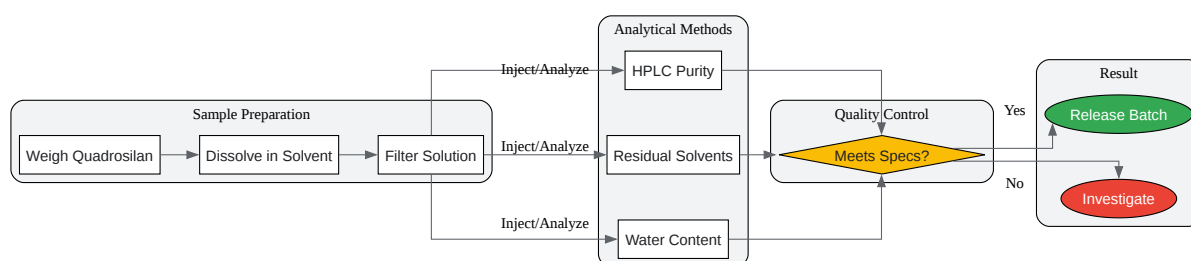 Sample Preparation
Weigh Quadrosilan
Dissolve in Solvent
Filter Solution
Inject/Analyze
Inject/Analyze
Inject/Analyze
Analytical Methods
HPLC Purity
Residual Solvents
Water Content
Quality Control
Meets Specs?
Yes
No
Result
Release Batch
Investigate